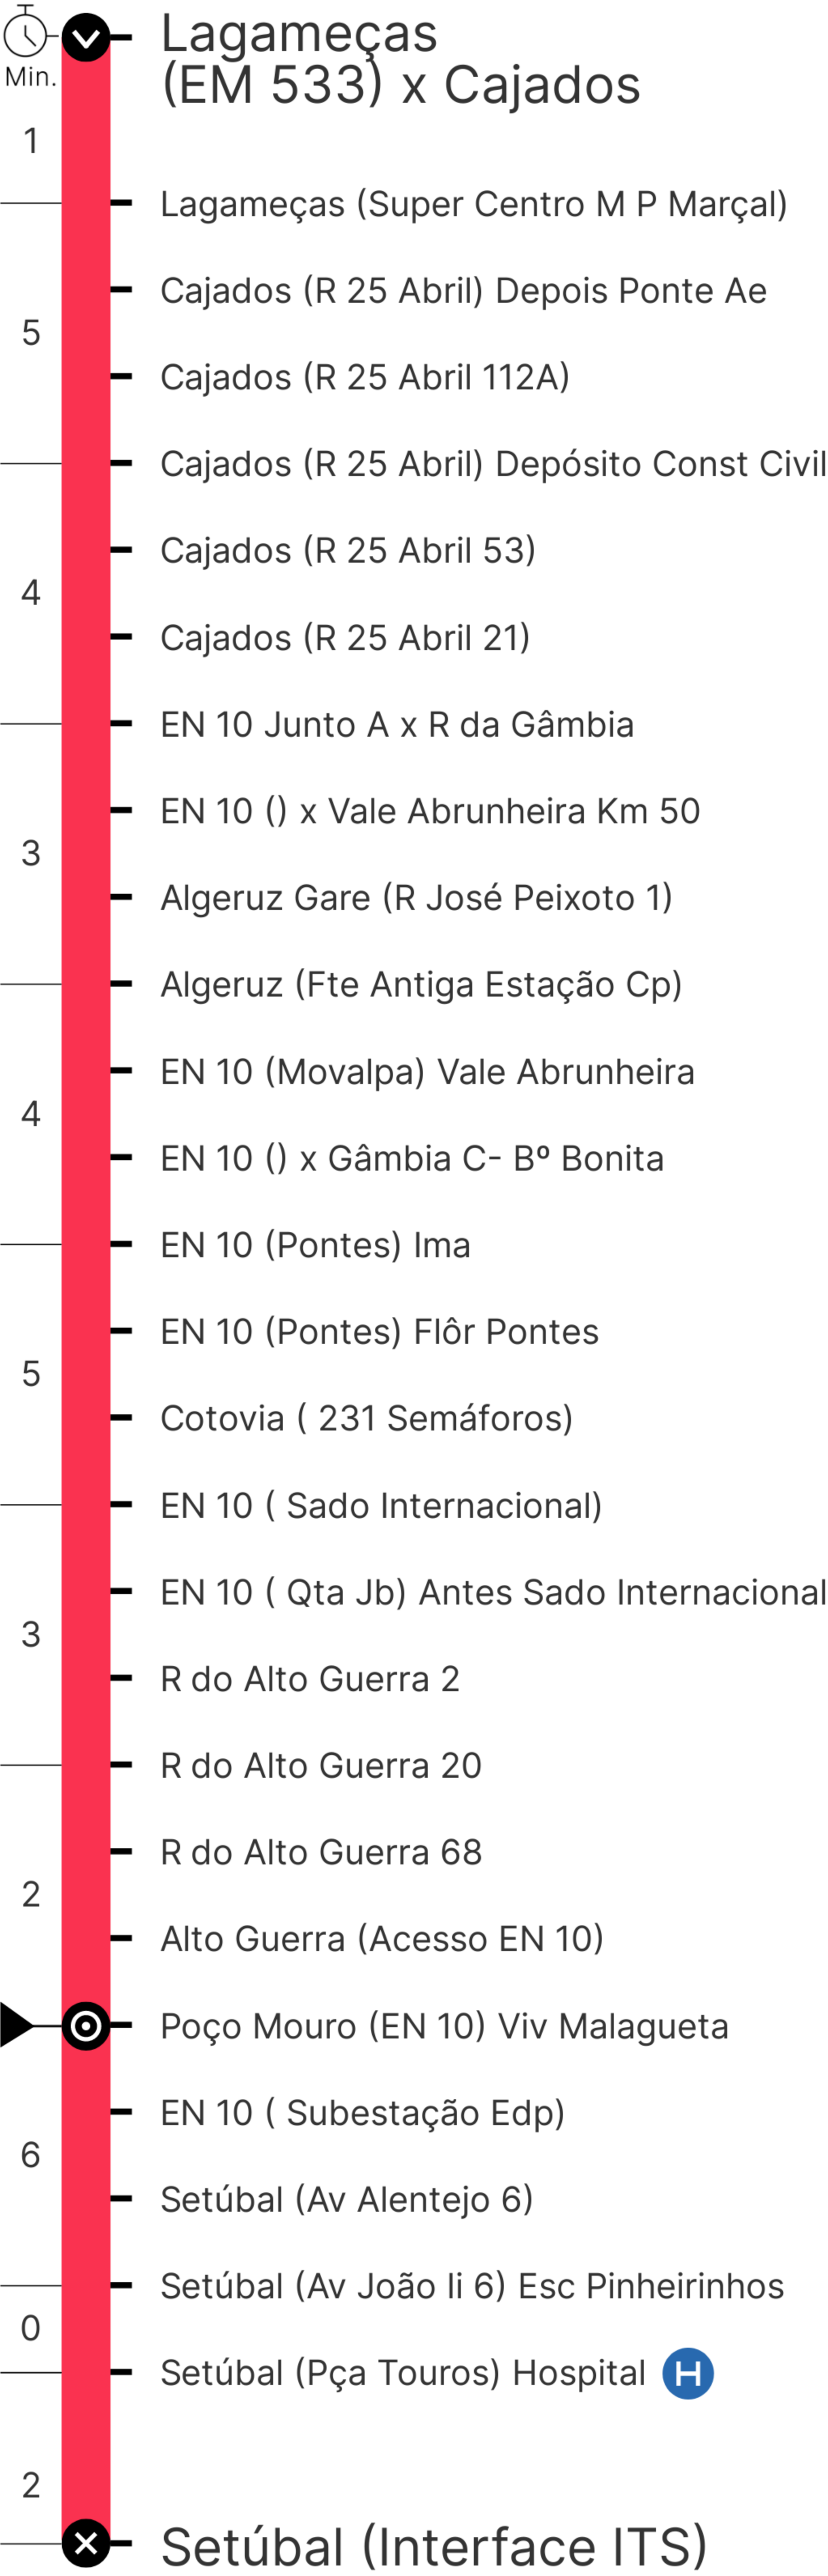 Lagameças
(EM 533) x Cajados
Min.
1
Lagameças (Super Centro M P Marçal)
Cajados (R 25 Abril) Depois Ponte Ae
5
Cajados (R 25 Abril 112A)
Cajados (R 25 Abril) Depósito Const Civil
Cajados (R 25 Abril 53)
4
Cajados (R 25 Abril 21)
EN 10 Junto A x R da Gâmbia
EN 10 () x Vale Abrunheira Km 50
3
Algeruz Gare (R José Peixoto 1)
Algeruz (Fte Antiga Estação Cp)
EN 10 (Movalpa) Vale Abrunheira
4
EN 10 () x Gâmbia C- Bº Bonita
EN 10 (Pontes) Ima
EN 10 (Pontes) Flôr Pontes
5
Cotovia ( 231 Semáforos)
EN 10 ( Sado Internacional)
EN 10 ( Qta Jb) Antes Sado Internacional
3
R do Alto Guerra 2
R do Alto Guerra 20
R do Alto Guerra 68
2
Alto Guerra (Acesso EN 10)
Poço Mouro (EN 10) Viv Malagueta
EN 10 ( Subestação Edp)
6
Setúbal (Av Alentejo 6)
Setúbal (Av João Ii 6) Esc Pinheirinhos
0
Setúbal (Pça Touros) Hospital H
2
Setúbal (Interface ITS)